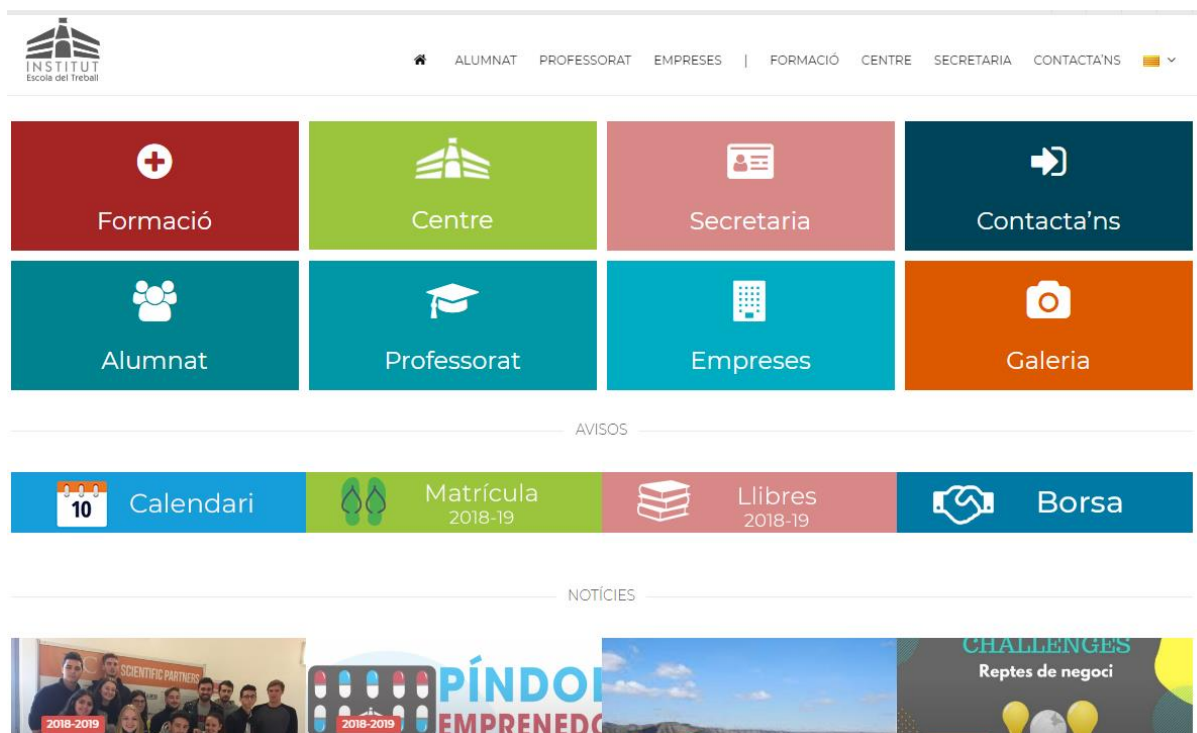 INSTITUT
Escola del Treball
ALUMNAT PROFESSORAT EMPRESES | FORMACIÓ CENTRE SECRETARIA CONTACTA'NS
Formació
Centre
Secretaria
Contacta'ns
Alumnat
Professorat
Empreses
Galeria
AVISOS
10
Calendari
Matrícula
2018-19
Llibres
2018-19
Borsa
NOTÍCIES
SCIENTIFIC PARTNERS
2018-2019
PÍNDOL
EMPRENEDO
2018-2019
CHALLENGES
Reptes de negoci